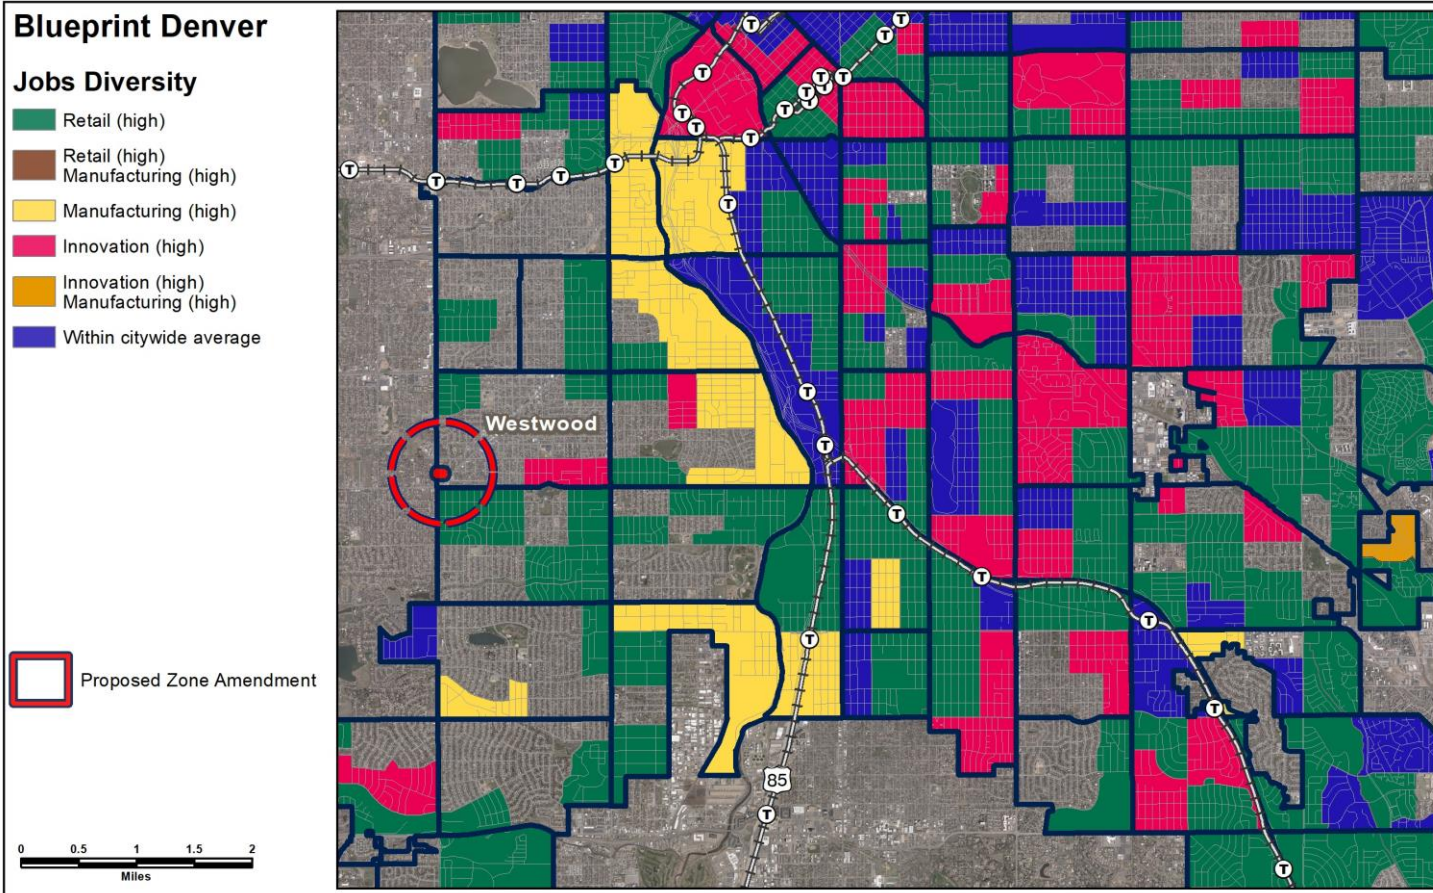 Blueprint Denver
Jobs Diversity
Retail (high)
Retail (high)
Manufacturing (high)
Manufacturing (high)
Innovation (high)
Innovation (high)
Manufacturing (high)
Within citywide average
Proposed Zone Amendment
0 0.5 1 1.5 2
Miles
T T T
T T T T T
T T
T T T T T T
T
T
Westwood
T
T
T
T
T
T
85
T
T